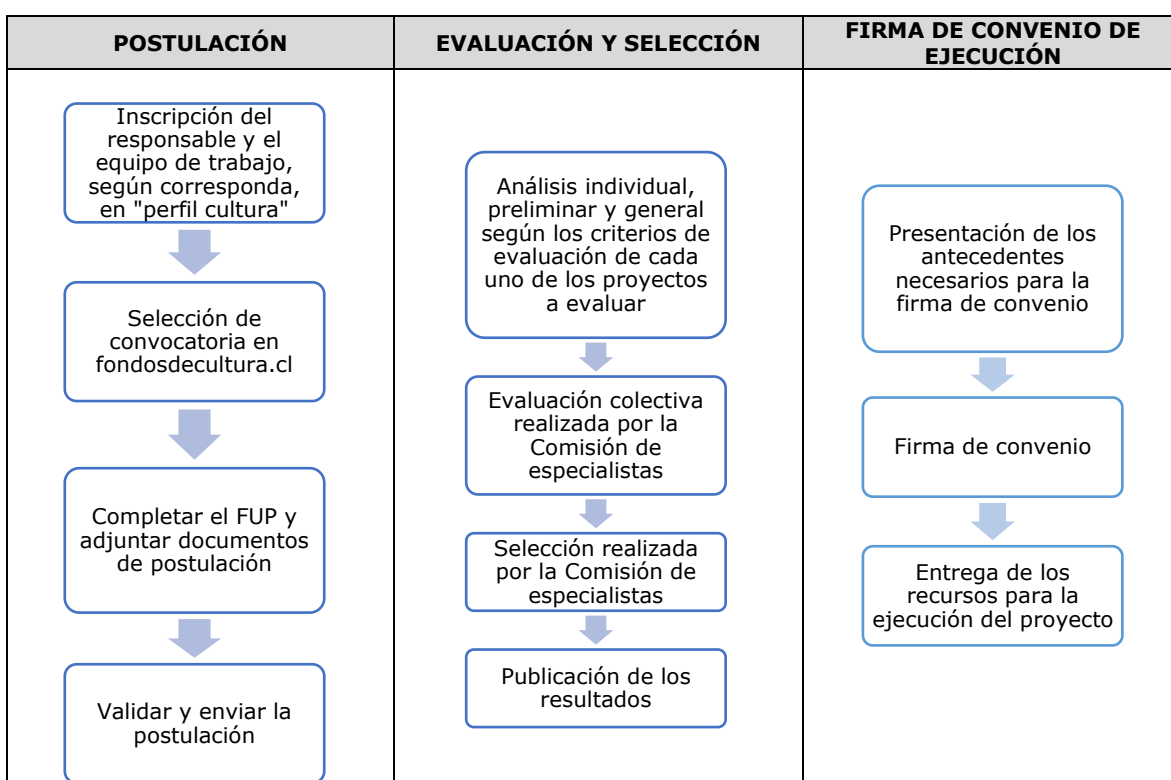 POSTULACIÓN
Inscripción del
responsable y el
equipo de trabajo,
según corresponda,
en "perfil cultura"
Selección de
convocatoria en
fondosdecultura.cl
Completar el FUP y
adjuntar documentos
de postulación
Validar y enviar la
postulación
EVALUACIÓN Y SELECCIÓN
Análisis individual,
preliminar y general
según los criterios de
evaluación de cada
uno de los proyectos
a evaluar
Evaluación colectiva
realizada por la
Comisión de
especialistas
Selección realizada
por la Comisión de
especialistas
Publicación de los
resultados
FIRMA DE CONVENIO DE
EJECUCIÓN
Presentación de los
antecedentes
necesarios para la
firma de convenio
Firma de convenio
Entrega de los
recursos para la
ejecución del proyecto